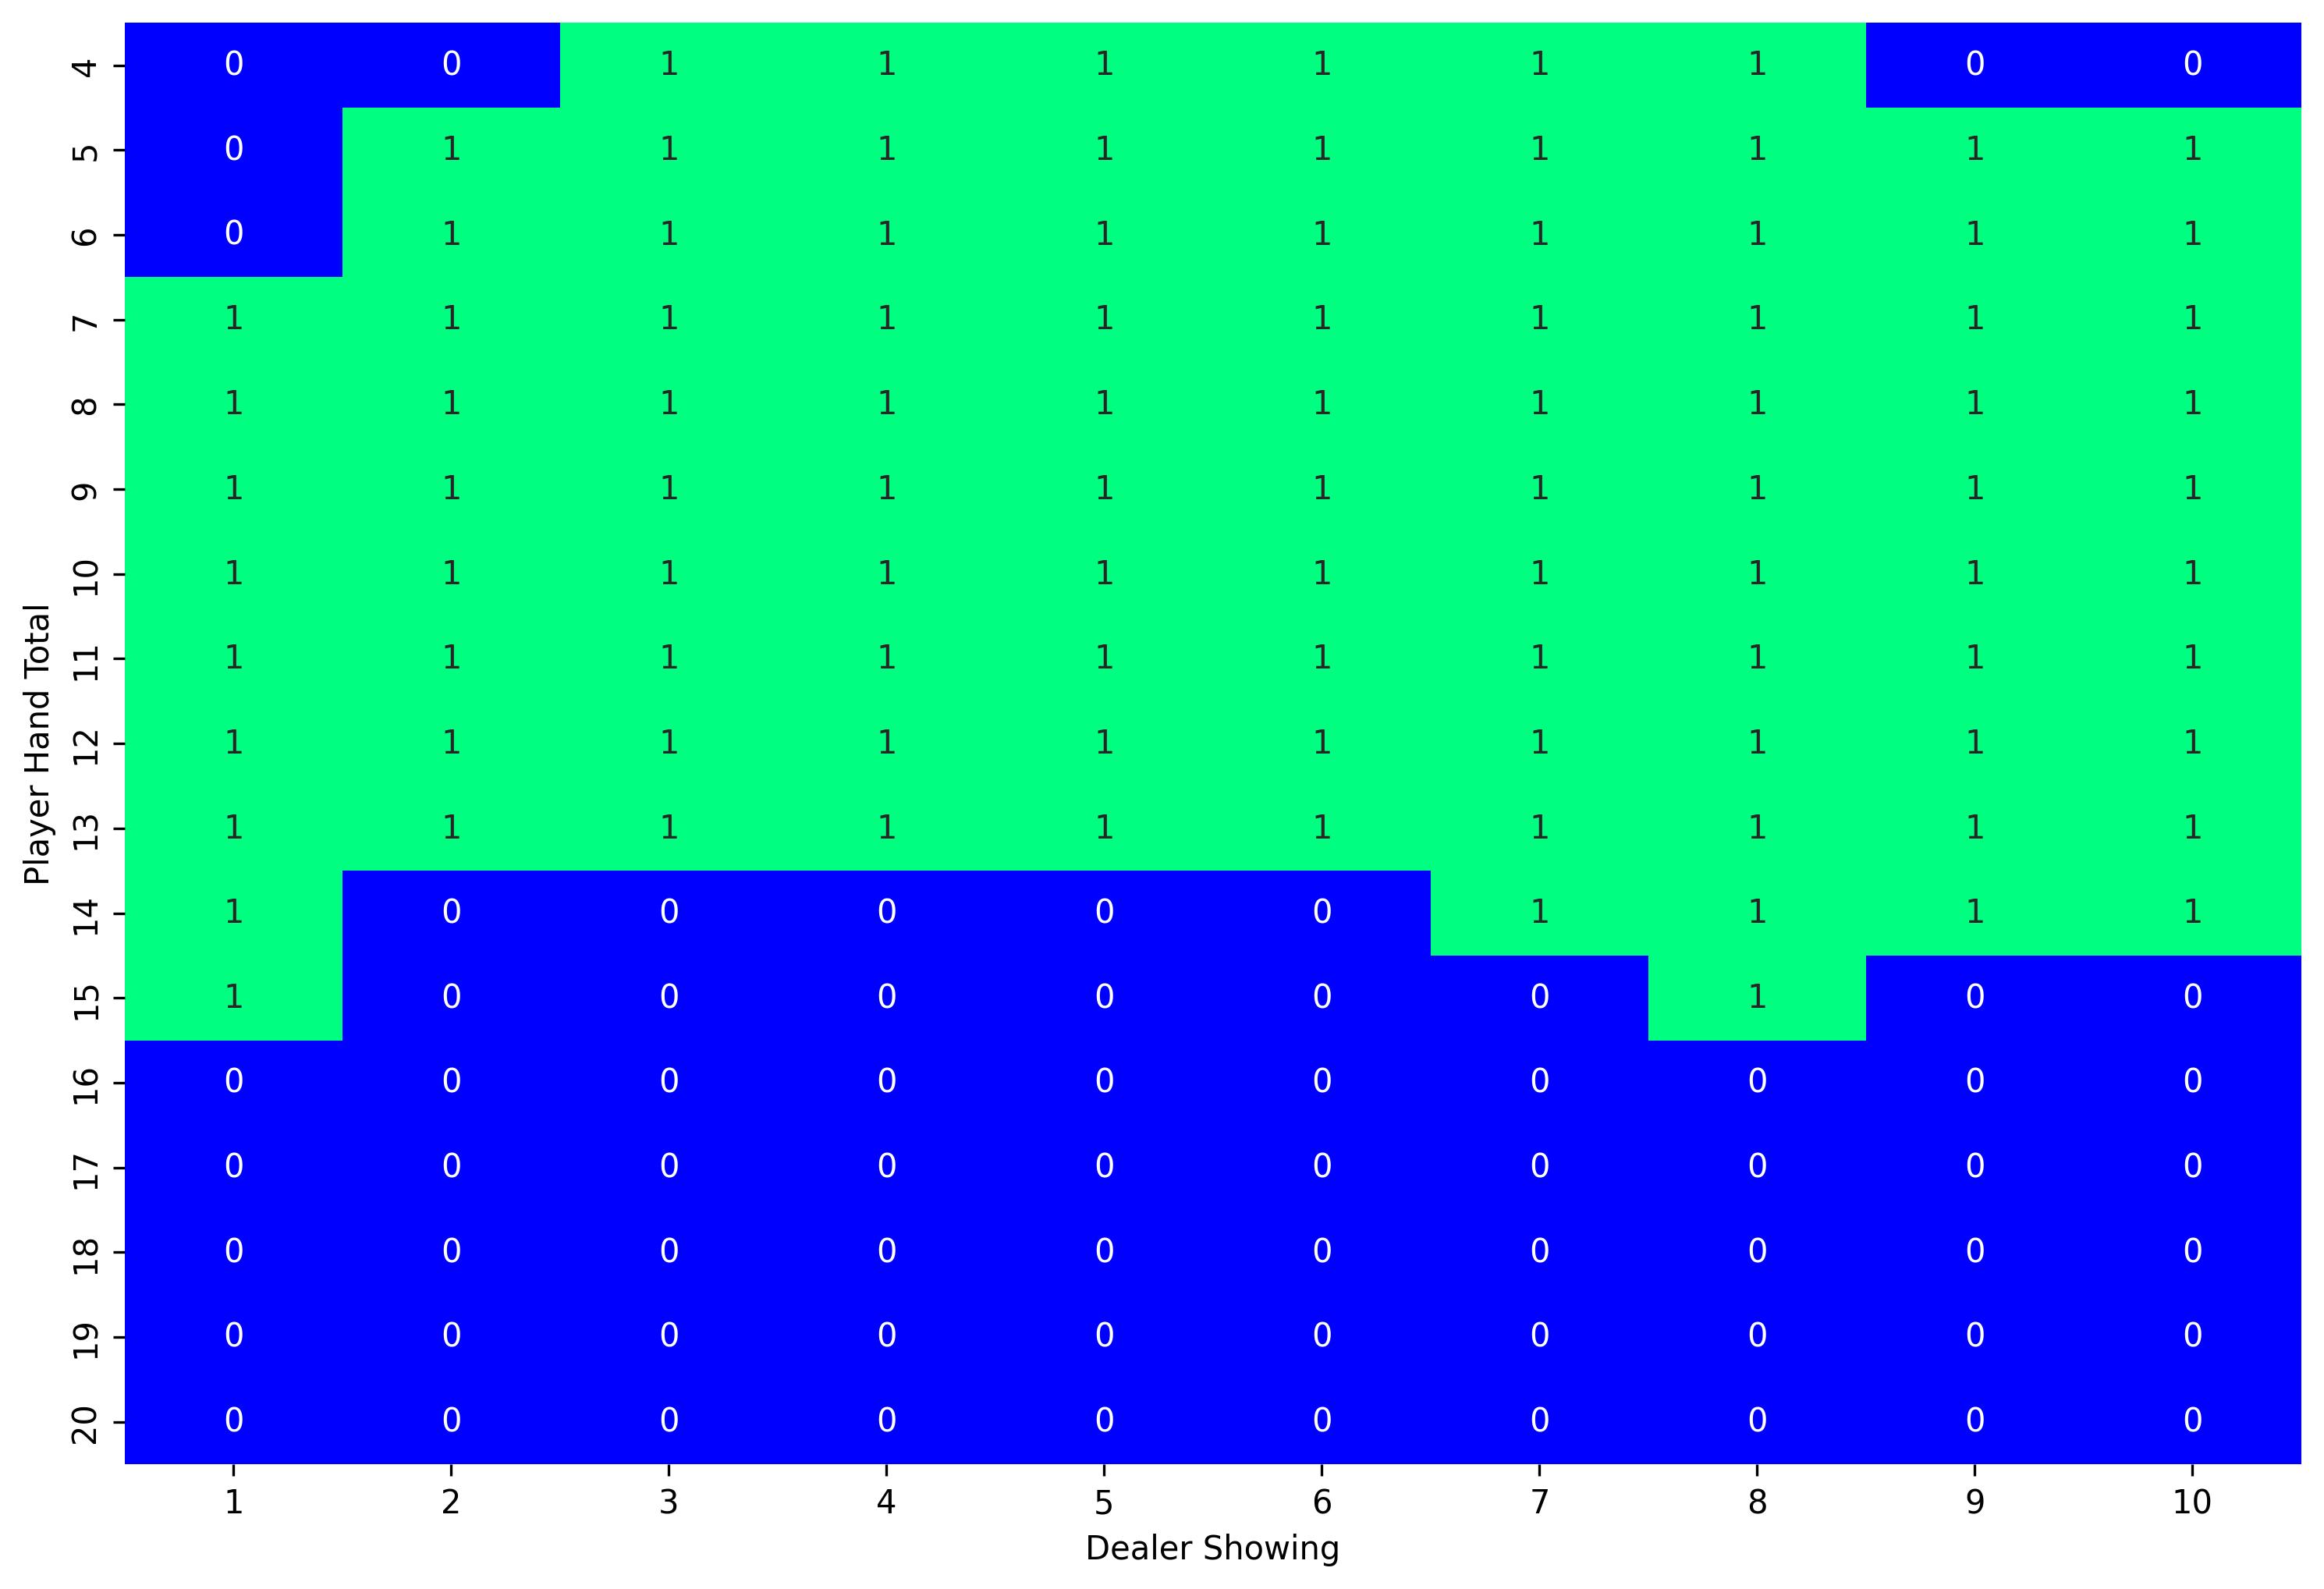 Player Hand Total
4 0 0 1 1 1 1 1 1 0 0
5 0 1 1 1 1 1 1 1 1 1
6 0 1 1 1 1 1 1 1 1 1
7 1 1 1 1 1 1 1 1 1 1
8 1 1 1 1 1 1 1 1 1 1
9 1 1 1 1 1 1 1 1 1 1
10 1 1 1 1 1 1 1 1 1 1
11 1 1 1 1 1 1 1 1 1 1
12 1 1 1 1 1 1 1 1 1 1
13 1 1 1 1 1 1 1 1 1 1
14 1 0 0 0 0 0 1 1 1 1
15 1 0 0 0 0 0 0 1 0 0
16 0 0 0 0 0 0 0 0 0 0
17 0 0 0 0 0 0 0 0 0 0
18 0 0 0 0 0 0 0 0 0 0
19 0 0 0 0 0 0 0 0 0 0
20 0 0 0 0 0 0 0 0 0 0
1 2 3 4 5 6 7 8 9 10
Dealer Showing